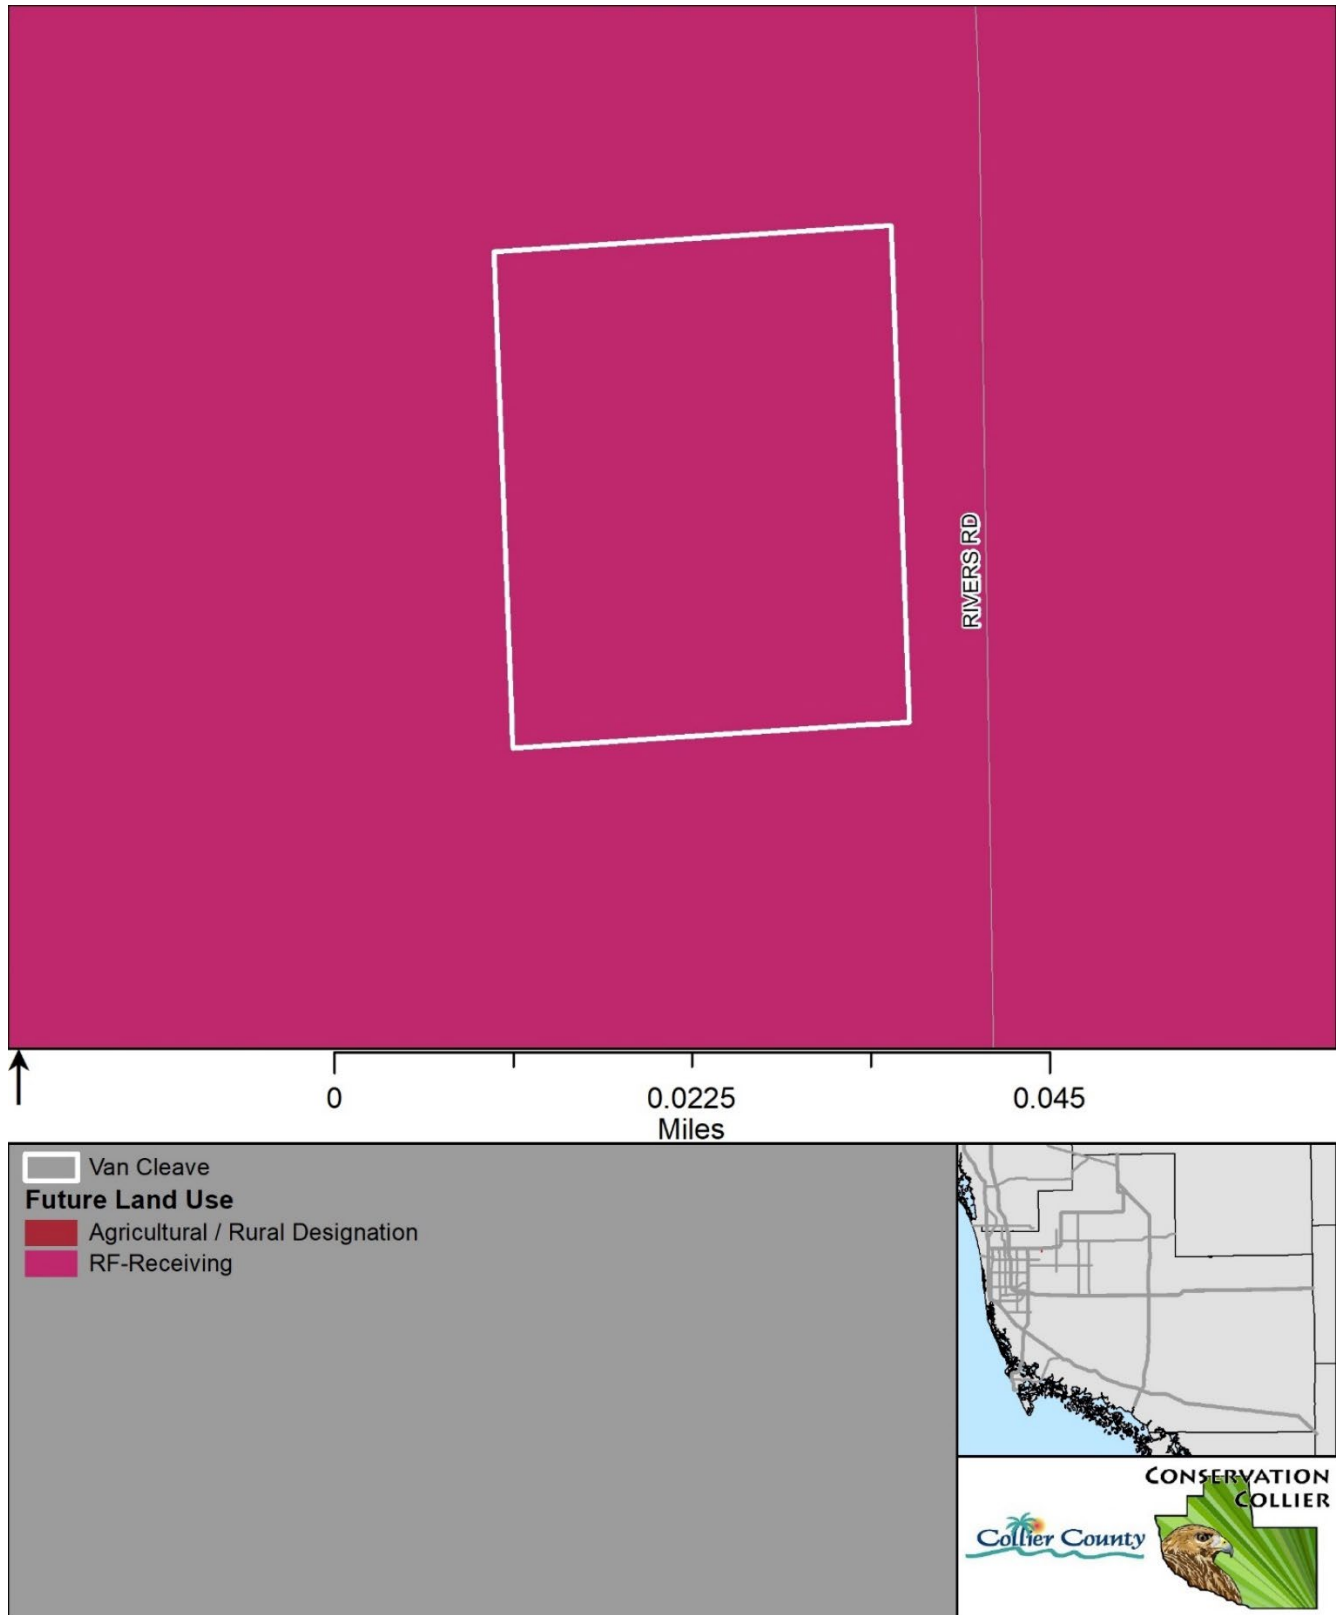 RIVERS RD
0 0.0225 0.045
Miles
Van Cleave
Future Land Use
Agricultural / Rural Designation
RF-Receiving
CONSERVATION
COLLIER
Collier County